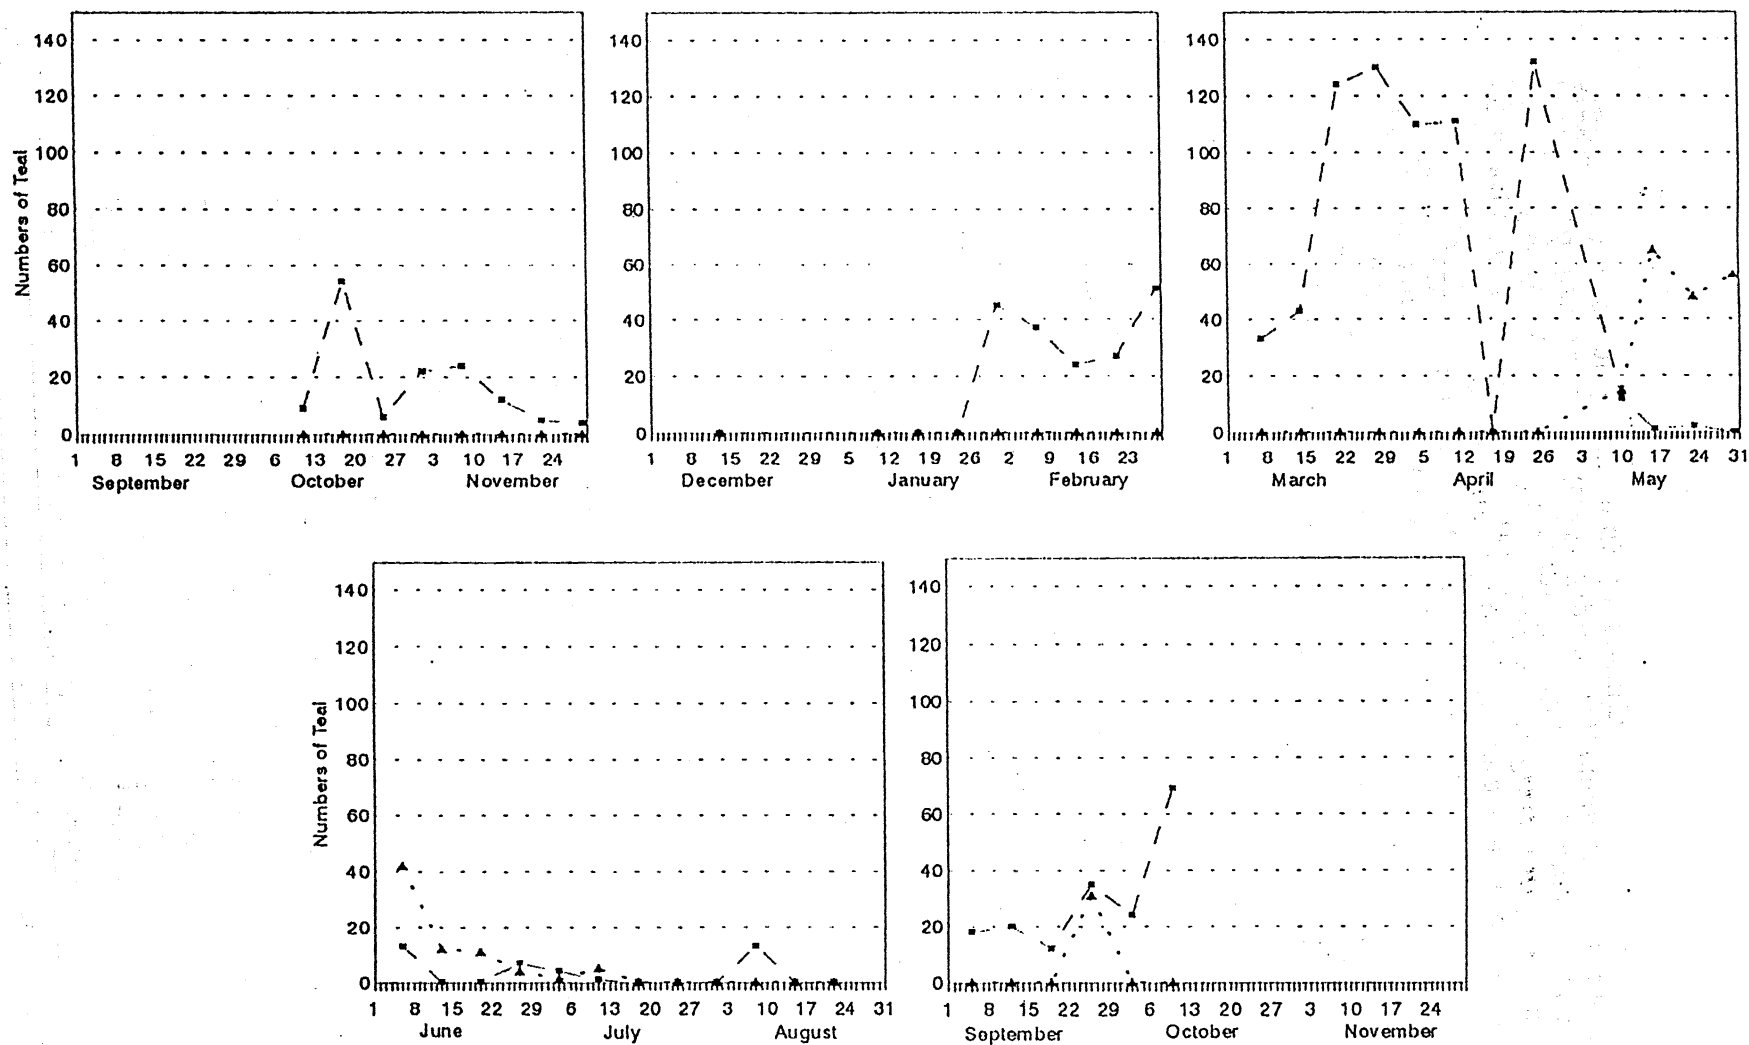 140 120 100 80 60 40 20 0
Numbers of Teal
1 8 15 22 29 6 13 20 27 3 10 17 24
September October November
140 120 100 80 60 40 20 0
1 8 15 22 29 5 12 19 26 2 9 16 23
December January February
140 120 100 80 60 40 20 0
1 8 15 22 29 5 12 19 26 3 10 17 24 31
March April May
140 120 100 80 60 40 20 0
Numbers of Teal
1 8 15 22 29 6 13 20 27 3 10 17 24 31
June July August
140 120 100 80 60 40 20 0
1 8 15 22 29 6 13 20 27 3 10 17 24
September October November